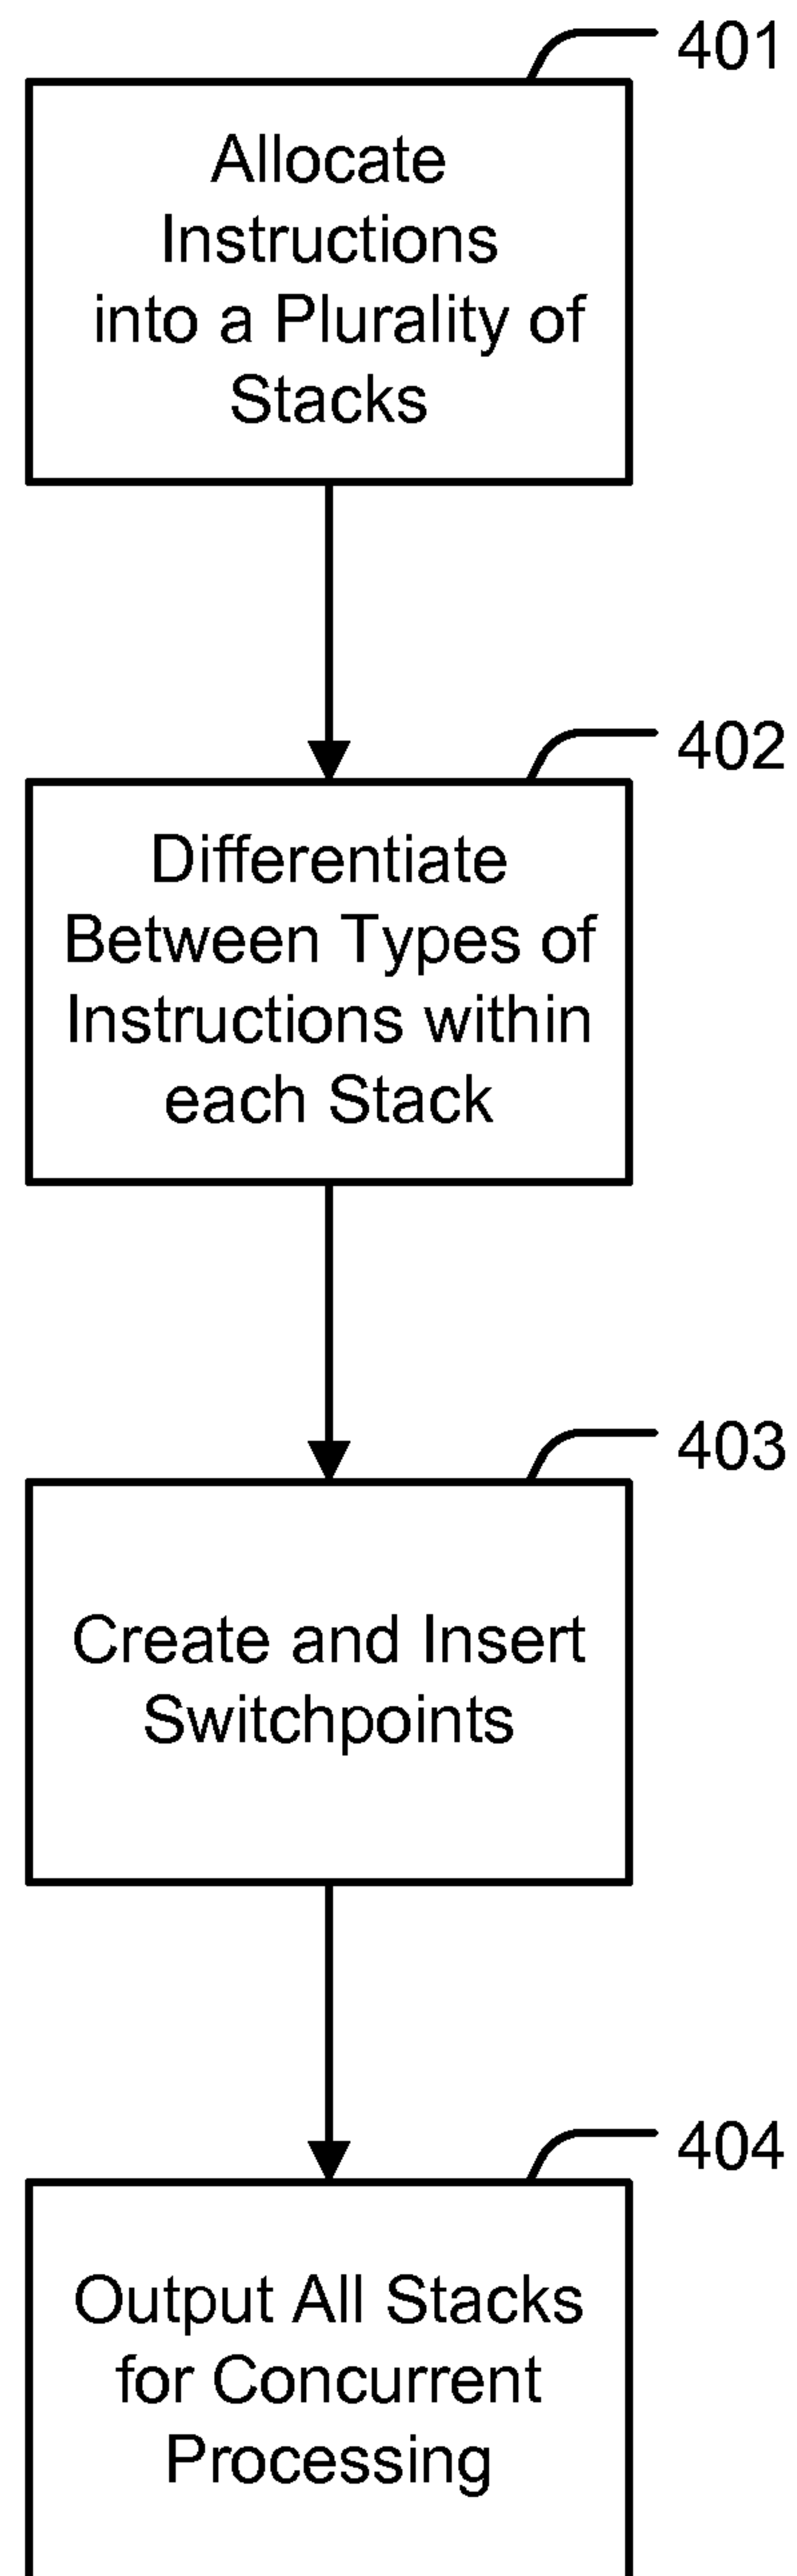 401
Allocate
Instructions
into a Plurality of
Stacks
402
Differentiate
Between Types of
Instructions within
each Stack
403
Create and Insert
Switchpoints
404
Output All Stacks
for Concurrent
Processing